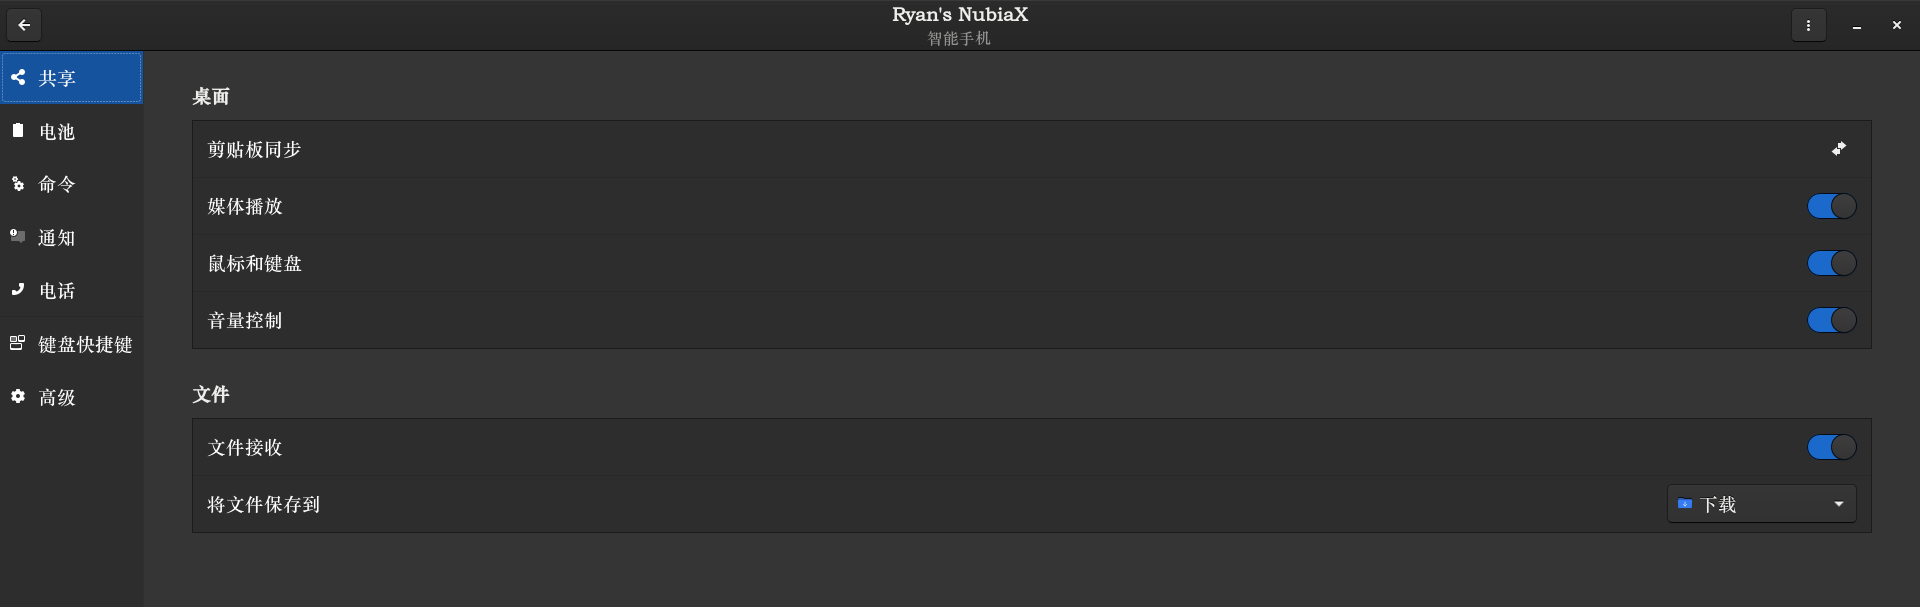 Ryan's NubiaX
智能手机
共享
电池
命令
通知
电话
键盘快捷键
高级
桌面
剪贴板同步
媒体播放
鼠标和键盘
音量控制
文件
文件接收
将文件保存到
下载